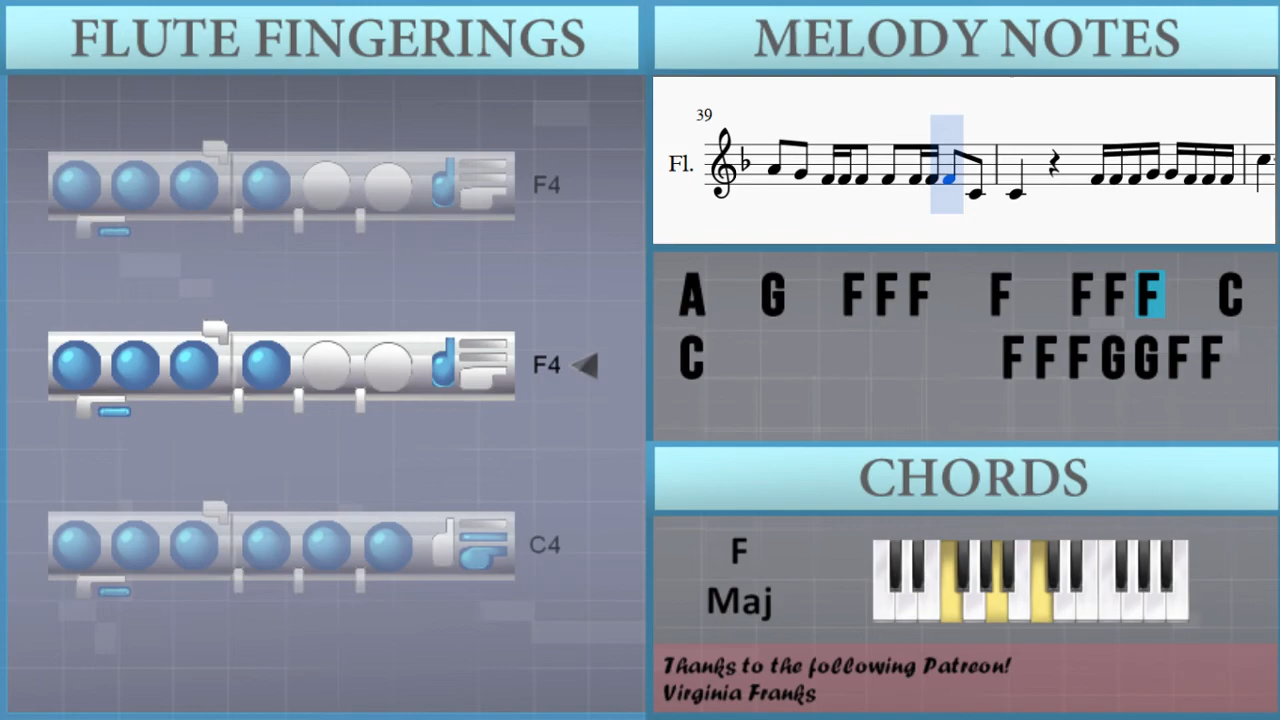 FLUTE FINGERINGS
F4
F4
C4
MELODY NOTES
39
Fl.
A G FFF F FFF C
C FFFGGFF
CHORDS
F
Maj
Thanks to the following Patreon!
Virginia Franks